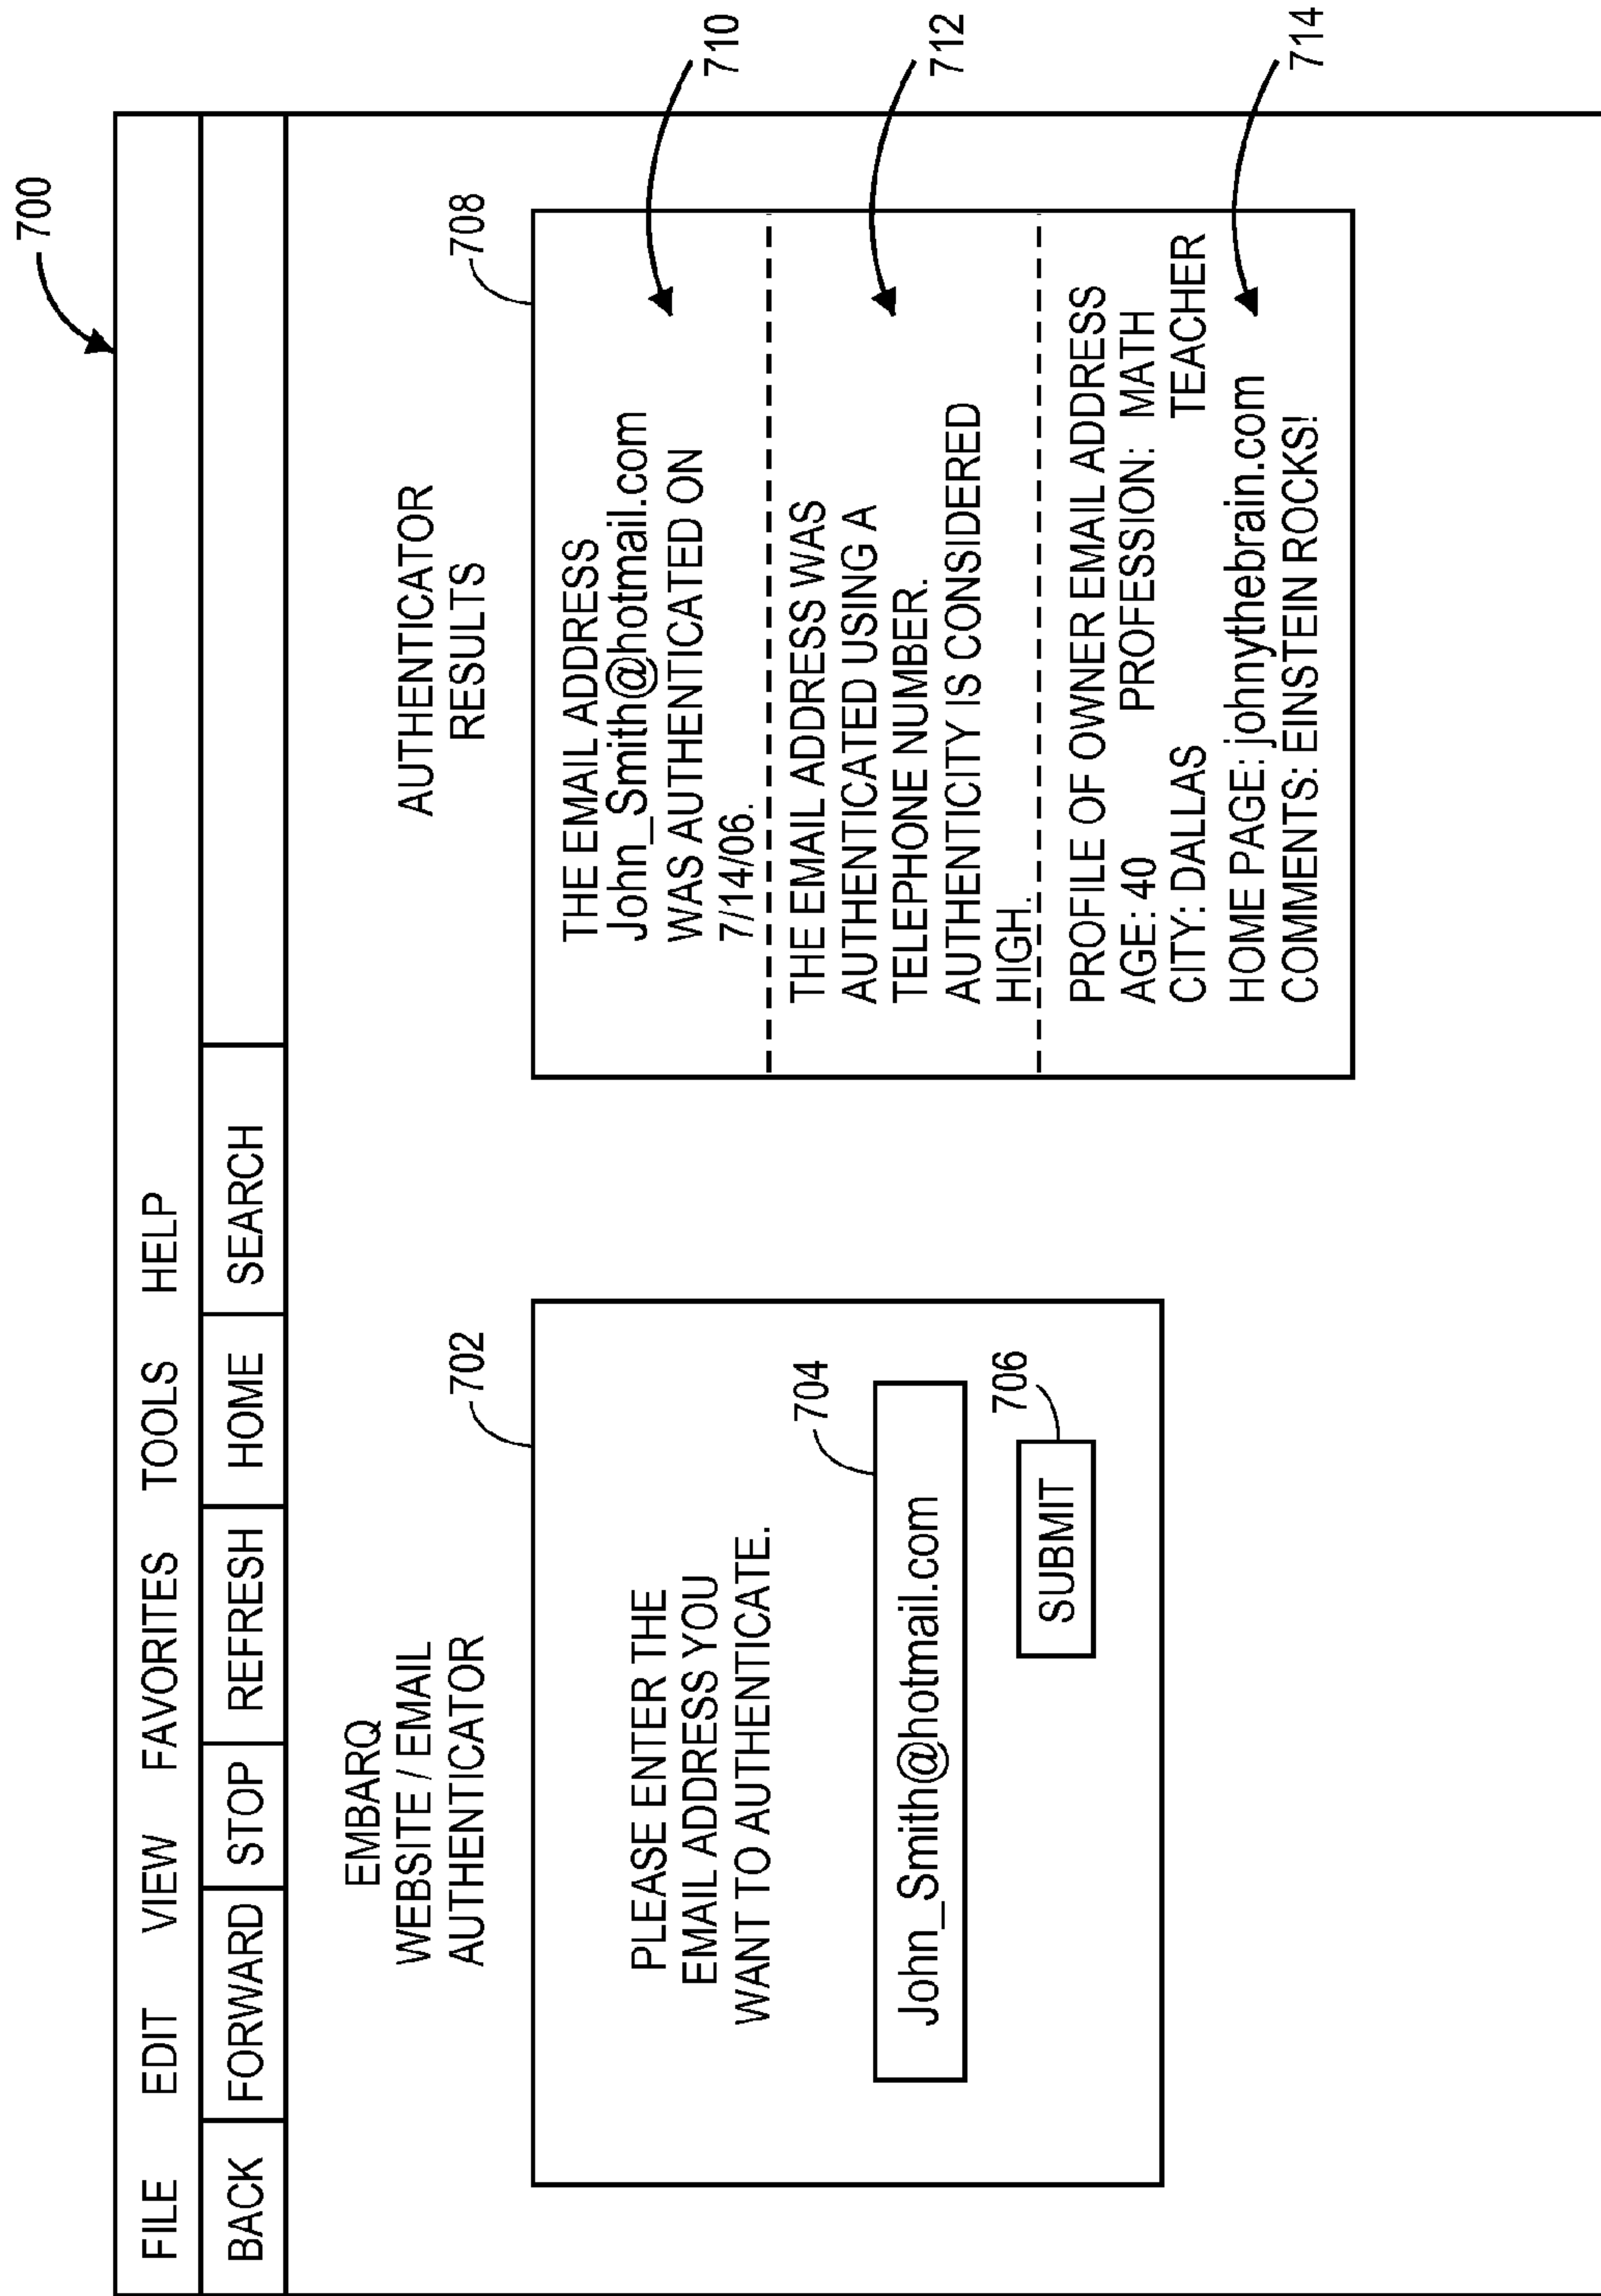 700
FILE EDIT VIEW FAVORITES TOOLS HELP
BACK FORWARD STOP REFRESH HOME SEARCH
EMBARQ
WEBSITE / EMAIL
AUTHENTICATOR
702
PLEASE ENTER THE
EMAIL ADDRESS YOU
WANT TO AUTHENTICATE.
704
John_Smith@hotmail.com
706
SUBMIT
AUTHENTICATOR
RESULTS
708
THE EMAIL ADDRESS
John_Smith@hotmail.com
WAS AUTHENTICATED ON
7/14/06.
710
THE EMAIL ADDRESS WAS
AUTHENTICATED USING A
TELEPHONE NUMBER.
AUTHENTICITY IS CONSIDERED
HIGH.
712
PROFILE OF OWNER EMAIL ADDRESS
AGE: 40 PROFESSION: MATH
CITY: DALLAS TEACHER
HOME PAGE: johnythebrain.com
COMMENTS: EINSTEIN ROCKS!
714